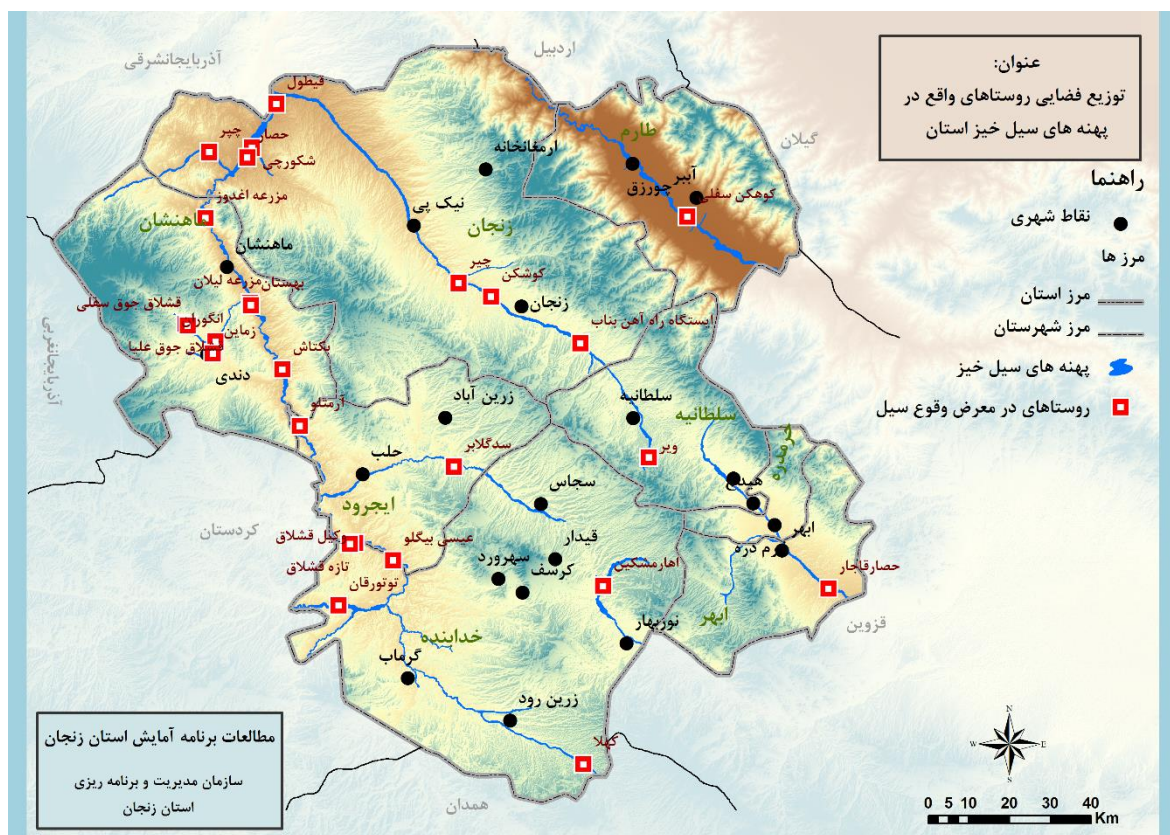 عنوان:
توزیع فضایی روستاهای واقع در
پهنه های سیل خیز استان
راهنما
نقاط شهری
مرز ها
مرز استان
مرز شهرستان
پهنه های سیل خیز
روستاهای در معرض وقوع سیل
اردبیل
آذربایجانشرقی
گیلان
آذربایجانغربی
کردستان
همدان
قزوین
قیطول
حصار
چپر
شکورچی
مزرعه اغدوز
ماهنشان
ماهنشان
مزرعه لیلان
بهستان
قشلاق جوق سفلی
انگوران
زماین
قشلاق جوق علیا
دندی
یکتاش
آرمتلو
ارمغانخانه
طارم
آببر
چورزق
کوهکن سفلی
نیک پی
زنجان
چیر
کوشکن
زنجان
ایستگاه راه آهن بناب
سلطانیه
سلطانیه
ویر
خرمدره
هیدج
ابهر
خرم دره
حصارقاجار
ابهر
زرین آباد
حلب
سدگلابر
سجاس
ایجرود
وکیل قشلاق
عیسی بیگلو
تازه قشلاق
توتورقان
قیدار
سهرورد
کرسف
اهارمشکین
نوربهار
خدابنده
گرماب
زرین رود
کهلا
مطالعات برنامه آمایش استان زنجان
سازمان مدیریت و برنامه ریزی
استان زنجان
N
W
E
S
0 5 10 20 30 40
Km